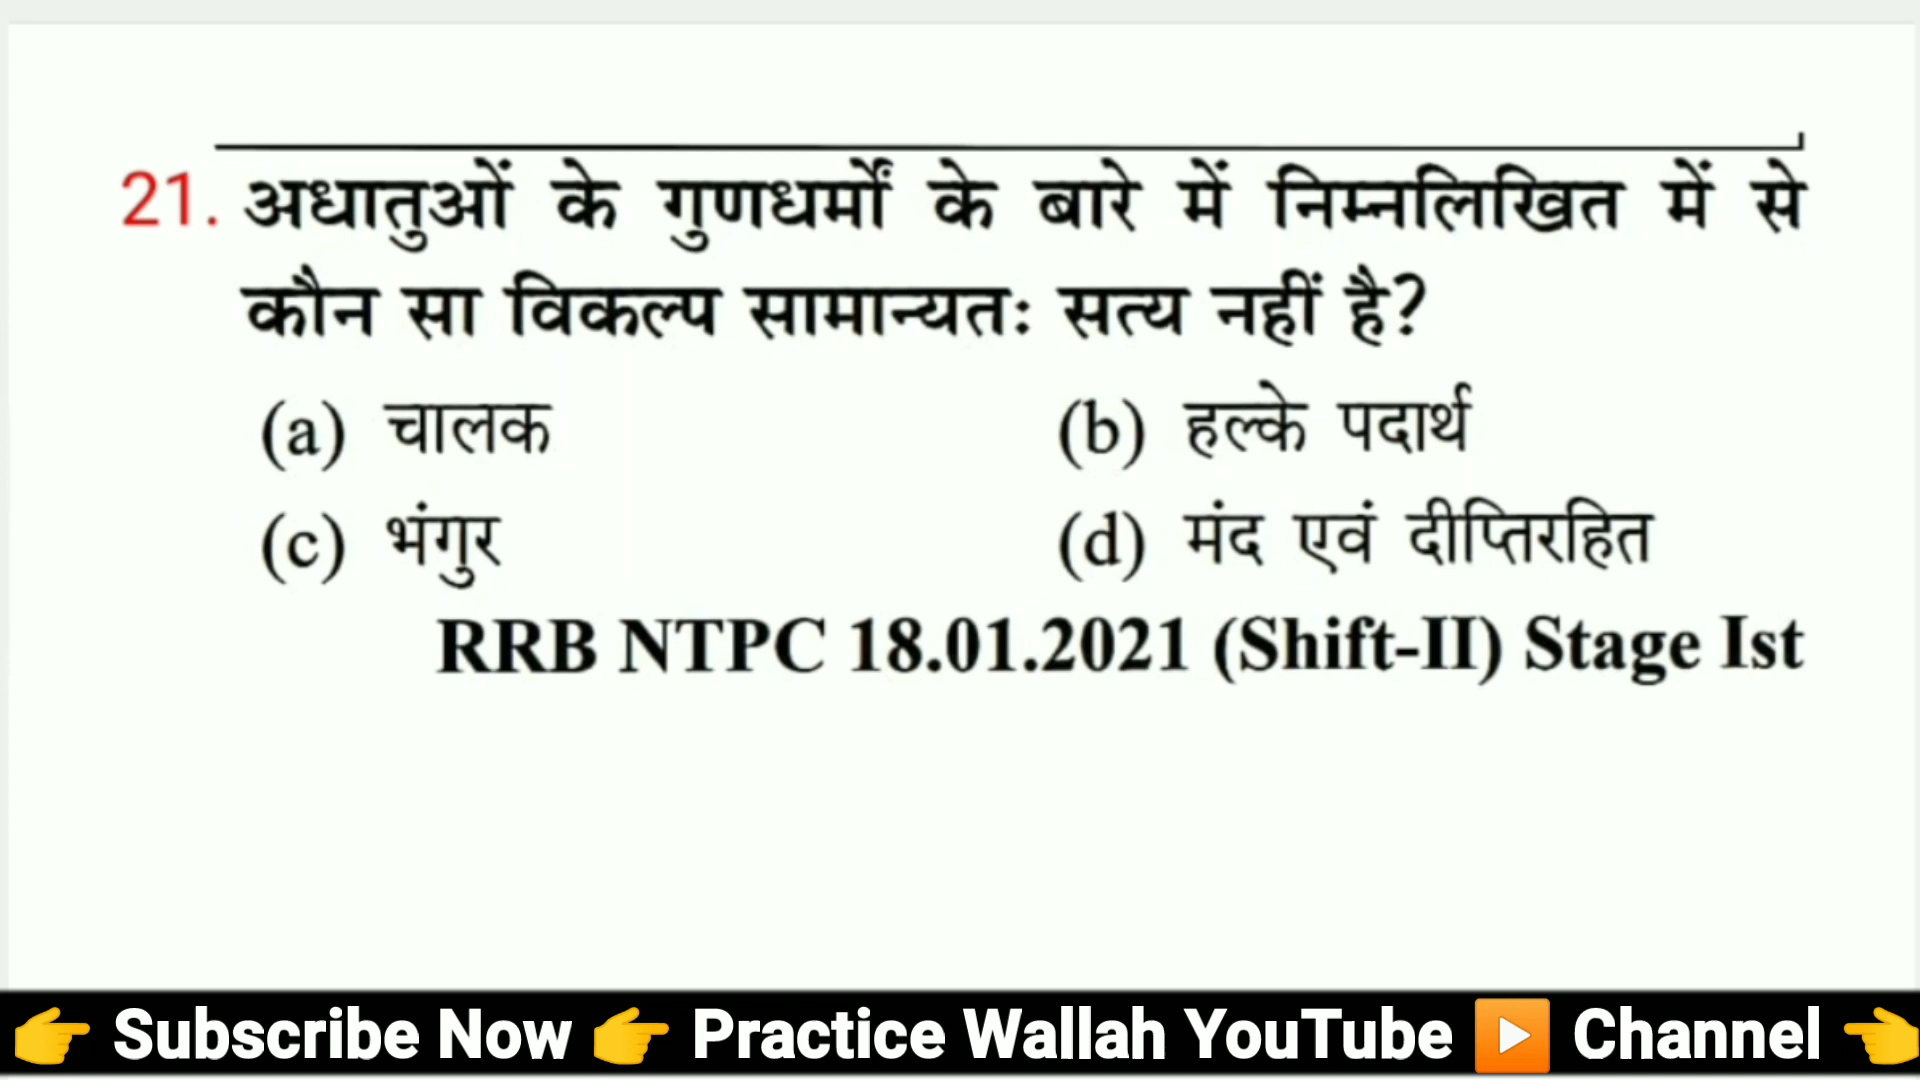 21. अधातुओं के गुणधर्मों के बारे में निम्नलिखित में से
कौन सा विकल्प सामान्यतः सत्य नहीं है?
(a) चालक (b) हल्के पदार्थ
(c) भंगुर (d) मंद एवं दीप्तिरहित
RRB NTPC 18.01.2021 (Shift-II) Stage Ist
👉 Subscribe Now 👉 Practice Wallah YouTube ▶️ Channel 👈